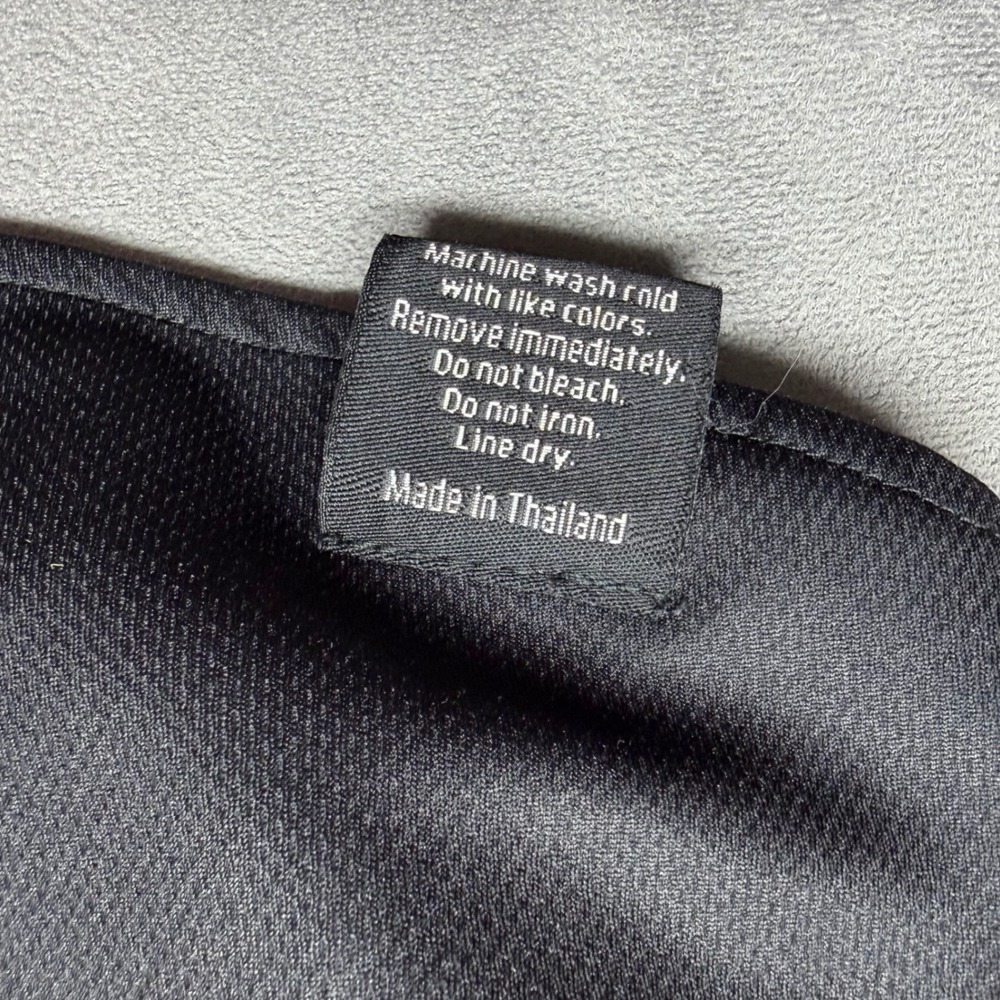 Machine wash cold
with like colors.
Remove immediately.
Do not bleach.
Do not iron.
Line dry.
Made in Thailand